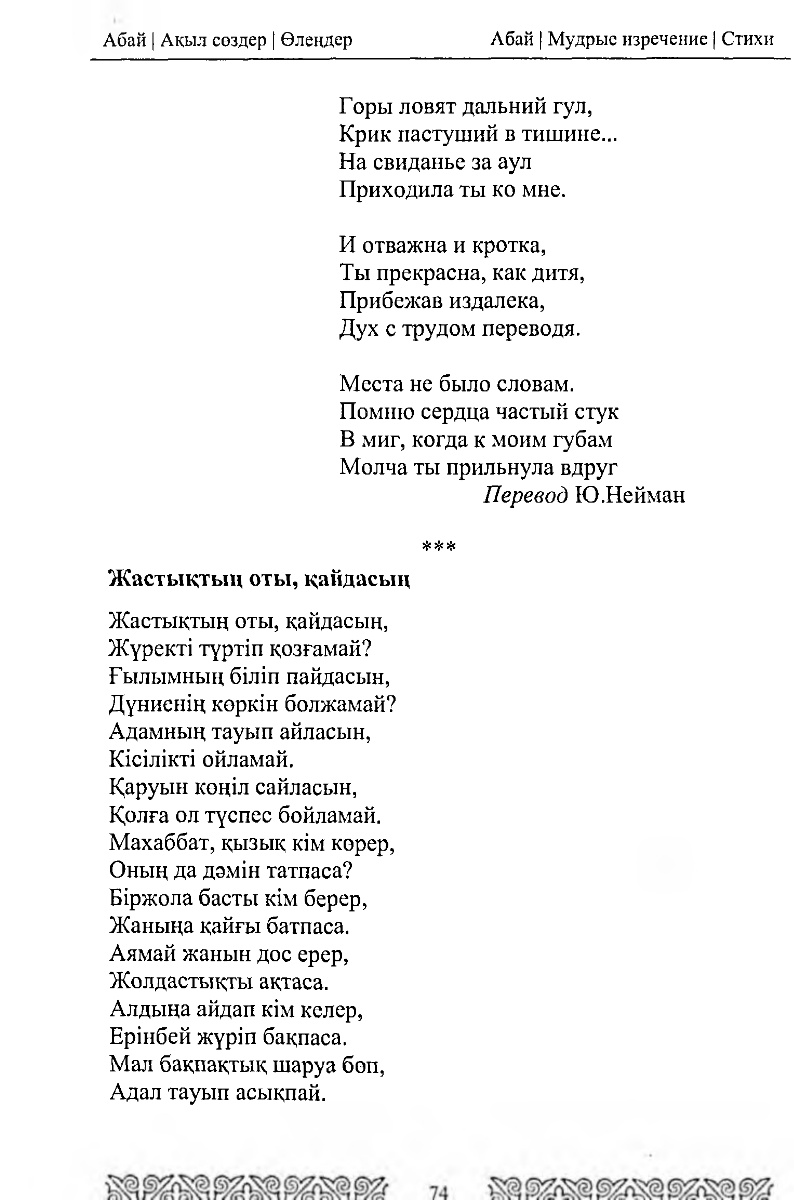 Абай | Ақыл сөздер | Өлеңдер
Абай | Мудрые изречение | Стихи
Горы ловят дальний гул,
Крик пастуший в тишине...
На свиданье за аул
Приходила ты ко мне.
И отважна и кротка,
Ты прекрасна, как дитя,
Прибежав издалека,
Дух с трудом переводя.
Места не было словам.
Помню сердца частый стук
В миг, когда к моим губам
Молча ты прильнула вдруг
Перевод Ю.Нейман
***
Жастықтың оты, қайдасың
Жастықтың оты, қайдасың,
Жүректі түртіп қозғамай?
Ғылымның біліп пайдасын,
Дүниенің көркін болжамай?
Адамның тауып айласын,
Кісілікті ойламай.
Қаруын көңіл сайласын,
Қолға ол түспес бойламай.
Махаббат, қызық кім көрер,
Оның да дәмін татпаса?
Біржола басты кім берер,
Жаныңа қайғы батпаса.
Аямай жанын дос ерер,
Жолдастықты ақтаса.
Алдыңа айдап кім келер,
Ерінбей жүріп бақпаса.
Мал бақпақтық шаруа боп,
Адал тауып асықпай.
74